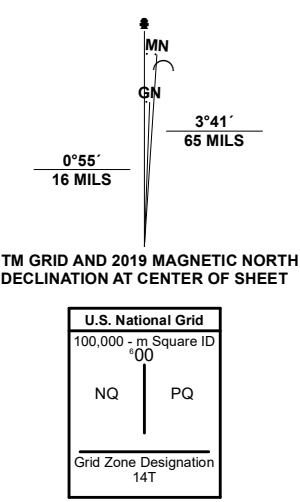 MN
GN
3°41´
65 MILS
0°55´
16 MILS
TM GRID AND 2019 MAGNETIC NORTH
DECLINATION AT CENTER OF SHEET
U.S. National Grid
100,000 - m Square ID
⁶00
NQ PQ
Grid Zone Designation
14T